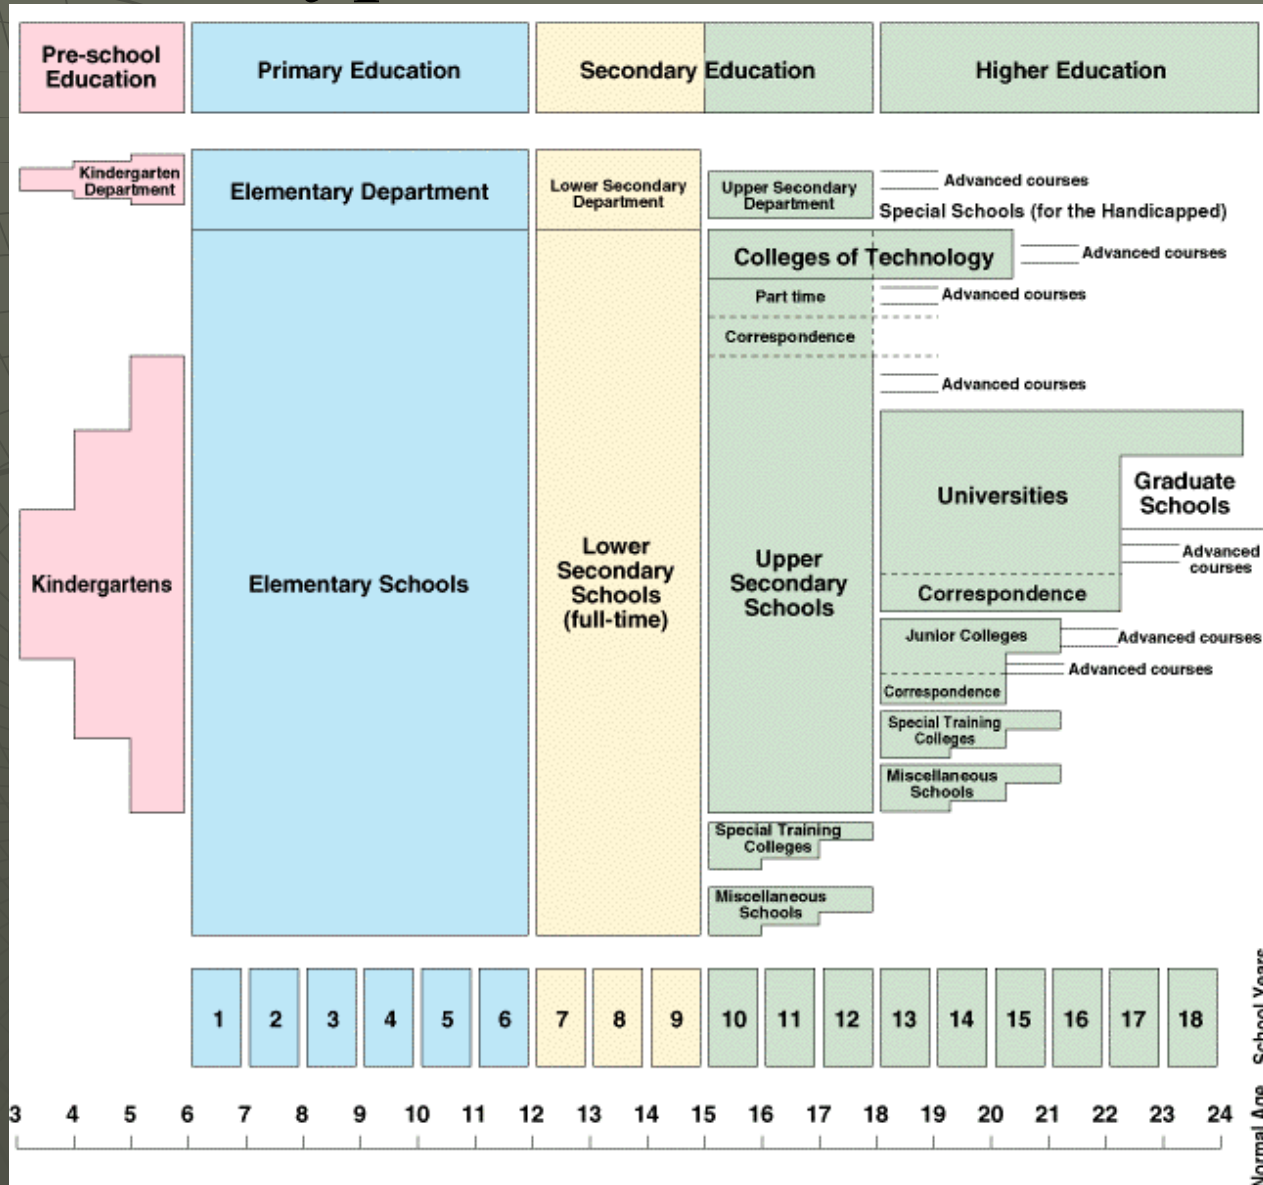 Pre-school
Education
Primary Education
Secondary Education
Higher Education
Kindergarten
Department
Elementary Department
Lower Secondary
Department
Upper Secondary
Department
Advanced courses
Special Schools (for the Handicapped)
Colleges of Technology
Advanced courses
Part time
Advanced courses
Correspondence
Advanced courses
Kindergartens
Elementary Schools
Lower
Secondary
Schools
(full-time)
Upper
Secondary
Schools
Universities
Graduate
Schools
Advanced
courses
Correspondence
Junior Colleges
Advanced courses
Advanced courses
Correspondence
Special Training
Colleges
Miscellaneous
Schools
Special Training
Colleges
Miscellaneous
Schools
1 2 3 4 5 6 7 8 9 10 11 12 13 14 15 16 17 18
School Years
3 4 5 6 7 8 9 10 11 12 13 14 15 16 17 18 19 20 21 22 23 24
Normal Age